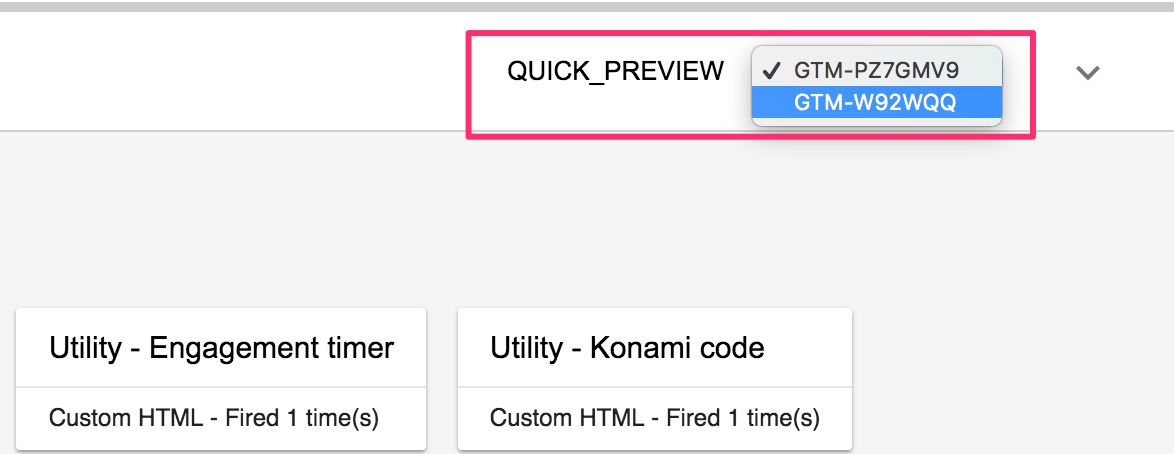 QUICK_PREVIEW
✓ GTM-PZ7GMV9
GTM-W92WQQ
Utility - Engagement timer
Custom HTML - Fired 1 time(s)
Utility - Konami code
Custom HTML - Fired 1 time(s)